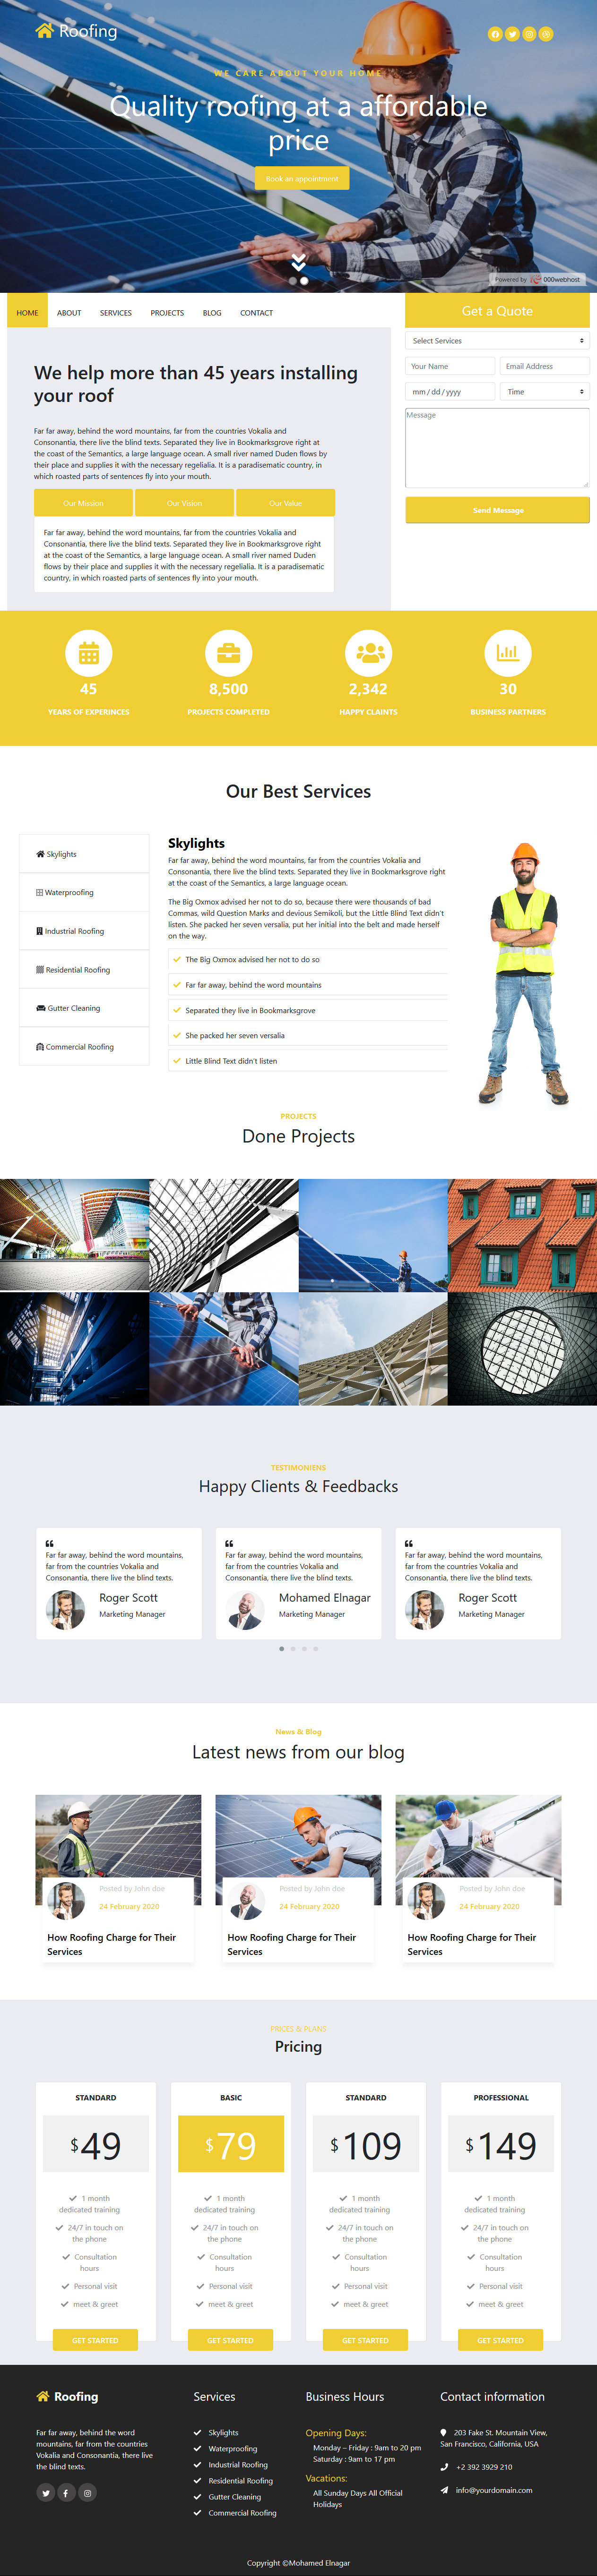 Roofing
WE CARE ABOUT YOUR HOME
Quality roofing at a affordable
price
Book an appointment
Powered by 000webhost
HOME ABOUT SERVICES PROJECTS BLOG CONTACT
Get a Quote
Select Services
Your Name Email Address
mm / dd / yyyy Time
Message
Send Message
We help more than 45 years installing
your roof
Far far away, behind the word mountains, far from the countries Vokalia and
Consonantia, there live the blind texts. Separated they live in Bookmarksgrove right at
the coast of the Semantics, a large language ocean. A small river named Duden flows by
their place and supplies it with the necessary regelialia. It is a paradisematic country, in
which roasted parts of sentences fly into your mouth.
Our Mission Our Vision Our Value
Far far away, behind the word mountains, far from the countries Vokalia and
Consonantia, there live the blind texts. Separated they live in Bookmarksgrove right
at the coast of the Semantics, a large language ocean. A small river named Duden
flows by their place and supplies it with the necessary regelialia. It is a paradisematic
country, in which roasted parts of sentences fly into your mouth.
45 8,500 2,342 30
YEARS OF EXPERINCES PROJECTS COMPLETED HAPPY CLAINTS BUSINESS PARTNERS
Our Best Services
Skylights
Waterproofing
Industrial Roofing
Residential Roofing
Gutter Cleaning
Commercial Roofing
Skylights
Far far away, behind the word mountains, far from the countries Vokalia and
Consonantia, there live the blind texts. Separated they live in Bookmarksgrove right
at the coast of the Semantics, a large language ocean.
The Big Oxmox advised her not to do so, because there were thousands of bad
Commas, wild Question Marks and devious Semikoli, but the Little Blind Text didn't
listen. She packed her seven versalia, put her initial into the belt and made herself
on the way.
The Big Oxmox advised her not to do so
Far far away, behind the word mountains
Separated they live in Bookmarksgrove
She packed her seven versalia
Little Blind Text didn't listen
PROJECTS
Done Projects
TESTIMONIENS
Happy Clients & Feedbacks
Far far away, behind the word mountains,
far from the countries Vokalia and
Consonantia, there live the blind texts.
Roger Scott
Marketing Manager
Far far away, behind the word mountains,
far from the countries Vokalia and
Consonantia, there live the blind texts.
Mohamed Elnagar
Marketing Manager
Far far away, behind the word mountains,
far from the countries Vokalia and
Consonantia, there live the blind texts.
Roger Scott
Marketing Manager
News & Blog
Latest news from our blog
Posted by John doe
24 February 2020
How Roofing Charge for Their
Services
Posted by John doe
24 February 2020
How Roofing Charge for Their
Services
Posted by John doe
24 February 2020
How Roofing Charge for Their
Services
PRICES & PLANS
Pricing
STANDARD
$49
1 month
dedicated training
24/7 in touch on
the phone
Consultation
hours
Personal visit
meet & greet
GET STARTED
BASIC
$79
1 month
dedicated training
24/7 in touch on
the phone
Consultation
hours
Personal visit
meet & greet
GET STARTED
STANDARD
$109
1 month
dedicated training
24/7 in touch on
the phone
Consultation
hours
Personal visit
meet & greet
GET STARTED
PROFESSIONAL
$149
1 month
dedicated training
24/7 in touch on
the phone
Consultation
hours
Personal visit
meet & greet
GET STARTED
Roofing
Far far away, behind the word
mountains, far from the countries
Vokalia and Consonantia, there live
the blind texts.
Services
Skylights
Waterproofing
Industrial Roofing
Residential Roofing
Gutter Cleaning
Commercial Roofing
Business Hours
Opening Days:
Monday – Friday : 9am to 20 pm
Saturday : 9am to 17 pm
Vacations:
All Sunday Days All Official
Holidays
Contact information
203 Fake St. Mountain View,
San Francisco, California, USA
+2 392 3929 210
info@yourdomain.com
Copyright ©Mohamed Elnagar